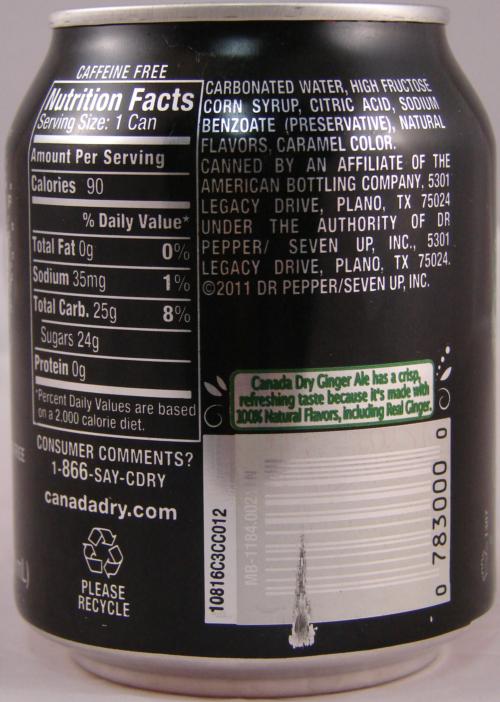 CAFFEINE FREE
Nutrition Facts
Serving Size: 1 Can
Amount Per Serving
Calories 90
% Daily Value*
Total Fat 0g 0%
Sodium 35mg 1%
Total Carb. 25g 8%
Sugars 24g
Protein 0g
*Percent Daily Values are based
on a 2,000 calorie diet.
CONSUMER COMMENTS?
1-866-SAY-CDRY
canadadry.com
PLEASE
RECYCLE
CARBONATED WATER, HIGH FRUCTOSE
CORN SYRUP, CITRIC ACID, SODIUM
BENZOATE (PRESERVATIVE), NATURAL
FLAVORS, CARAMEL COLOR.
CANNED BY AN AFFILIATE OF THE
AMERICAN BOTTLING COMPANY, 5301
LEGACY DRIVE, PLANO, TX 75024
UNDER THE AUTHORITY OF DR
PEPPER/ SEVEN UP, INC., 5301
LEGACY DRIVE, PLANO, TX 75024.
©2011 DR PEPPER/SEVEN UP, INC.
Canada Dry Ginger Ale has a crisp,
refreshing taste because it's made with
100% Natural Flavors, including Real Ginger.
10816C3CC012
0 783000 0